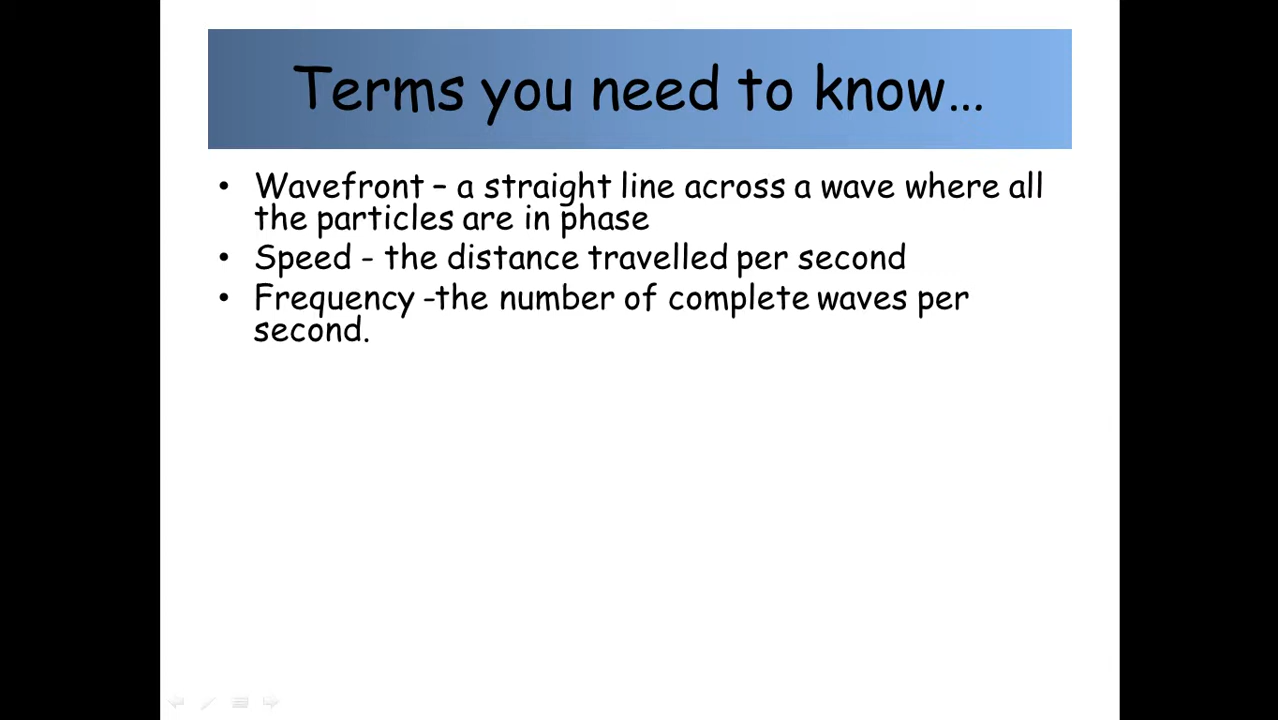 Terms you need to know…
• Wavefront – a straight line across a wave where all
the particles are in phase
• Speed - the distance travelled per second
• Frequency -the number of complete waves per
second.